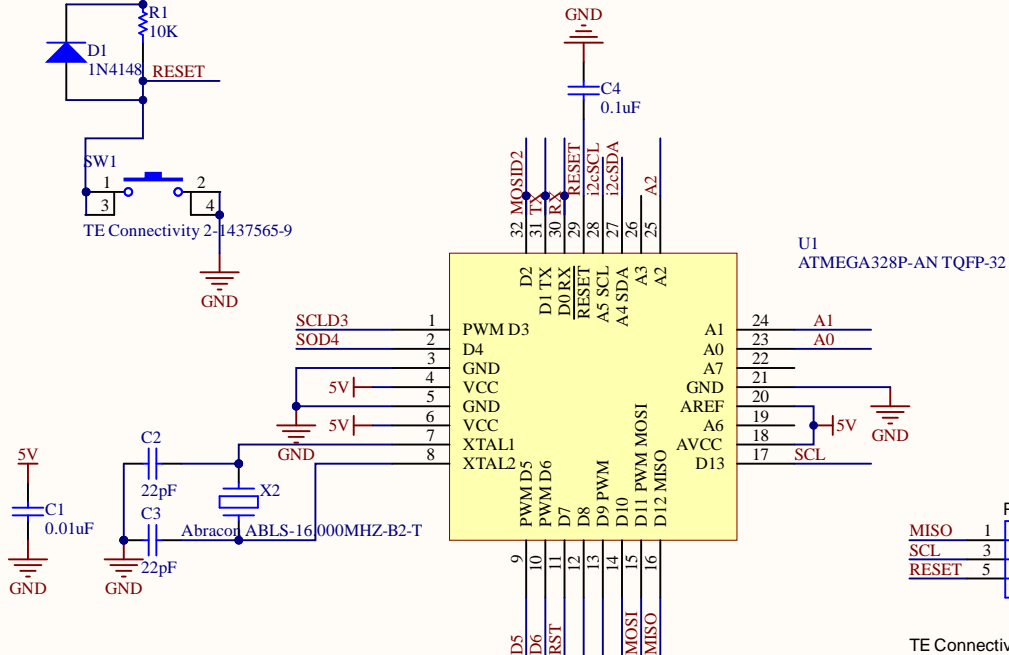 R1
10K
D1
1N4148
RESET
GND
C4
0.1uF
SW1
1
2
3
4
TE Connectivity 2-1437565-9
GND
MOSID2
TX
RX
RESET
i2cSCL
i2cSDA
A2
32
31
30
29
28
27
26
25
D2
D1 TX
D0 RX
RESET
A5 SCL
A4 SDA
A3
A2
U1
ATMEGA328P-AN TQFP-32
SCLD3 1 PWM D3
SOD4 2 D4
3 GND
5V 4 VCC
5 GND
5V 6 VCC
7 XTAL1
8 XTAL2
GND
A1 24 A1
A0 23 A0
A7 22
GND 21
AREF 20
A6 19
AVCC 18
D13 17 SCL
5V
GND
5V
C1
0.01uF
GND
C2
22pF
C3
22pF
GND
X2
Abracon ABLS-16.000MHZ-B2-T
PWM D5
PWM D6
D7
D8
D9 PWM
D10
D11 PWM MOSI
D12 MISO
9
10
11
12
13
14
15
16
D5
D6
RST
MOSI
MISO
MISO 1
SCL 3
RESET 5
TE Connectiv